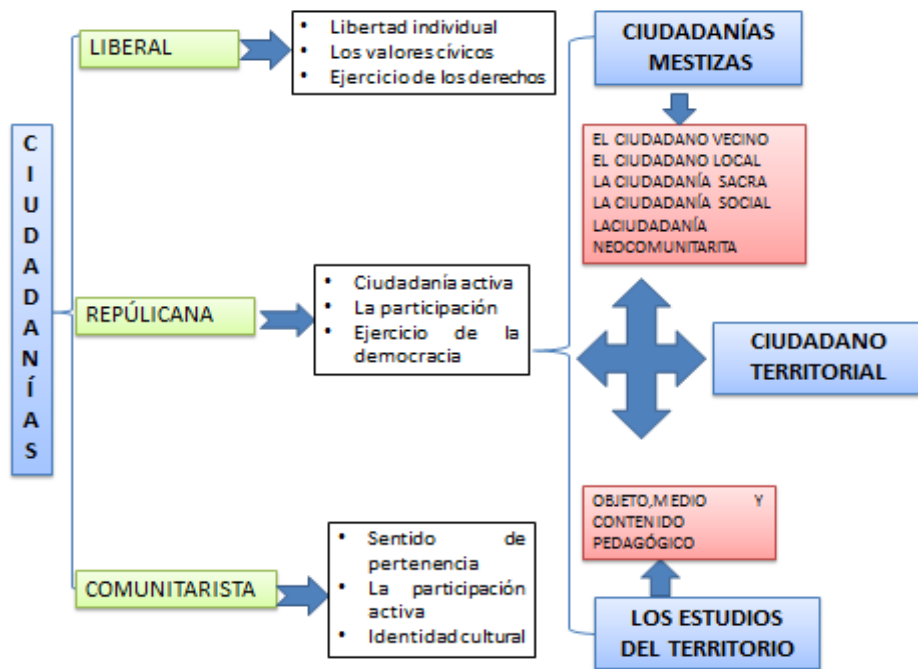 CIUDADANÍAS
LIBERAL
• Libertad individual
• Los valores cívicos
• Ejercicio de los derechos
REPÚLICANA
• Ciudadanía activa
• La participación
• Ejercicio de la
democracia
COMUNITARISTA
• Sentido de
pertenencia
• La participación
activa
• Identidad cultural
CIUDADANÍAS
MESTIZAS
EL CIUDADANO VECINO
EL CIUDADANO LOCAL
LA CIUDADANÍA SACRA
LA CIUDADANÍA SOCIAL
LACIUDADANÍA
NEOCOMUNITARITA
CIUDADANO
TERRITORIAL
OBJETO,MEDIO Y
CONTENIDO
PEDAGÓGICO
LOS ESTUDIOS
DEL TERRITORIO